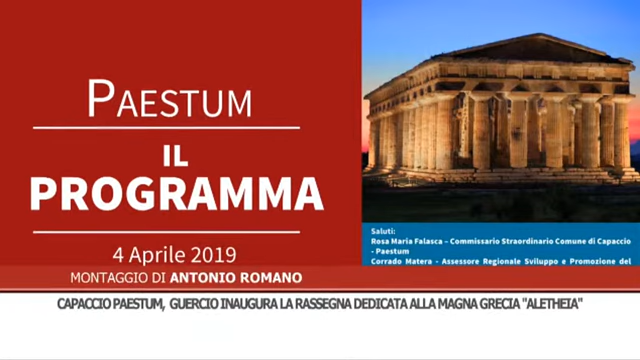 PAESTUM
IL
PROGRAMMA
4 Aprile 2019
MONTAGGIO DI ANTONIO ROMANO
Saluti:
Rosa Maria Falasca – Commissario Straordinario Comune di Capaccio
- Paestum
Corrado Matera - Assessore Regionale Sviluppo e Promozione del
CAPACCIO PAESTUM, GUERCIO INAUGURA LA RASSEGNA DEDICATA ALLA MAGNA GRECIA "ALETHEIA"